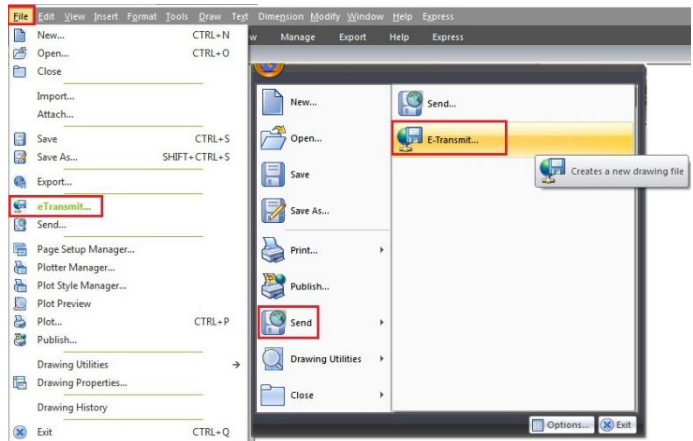 File Edit View Insert Format Tools Draw Text Dimension Modify Window Help Express
New... CTRL+N
Open... CTRL+O
Close
Import...
Attach...
Save CTRL+S
Save As... SHIFT+CTRL+S
Export...
eTransmit...
Send...
Page Setup Manager...
Plotter Manager...
Plot Style Manager...
Plot Preview
Plot... CTRL+P
Publish...
Drawing Utilities
Drawing Properties...
Drawing History
Exit CTRL+Q
w Manage Export Help Express
New...
Open...
Save
Save As...
Print...
Publish...
Send
Drawing Utilities
Close
Send...
E-Transmit...
Creates a new drawing file
Options... Exit